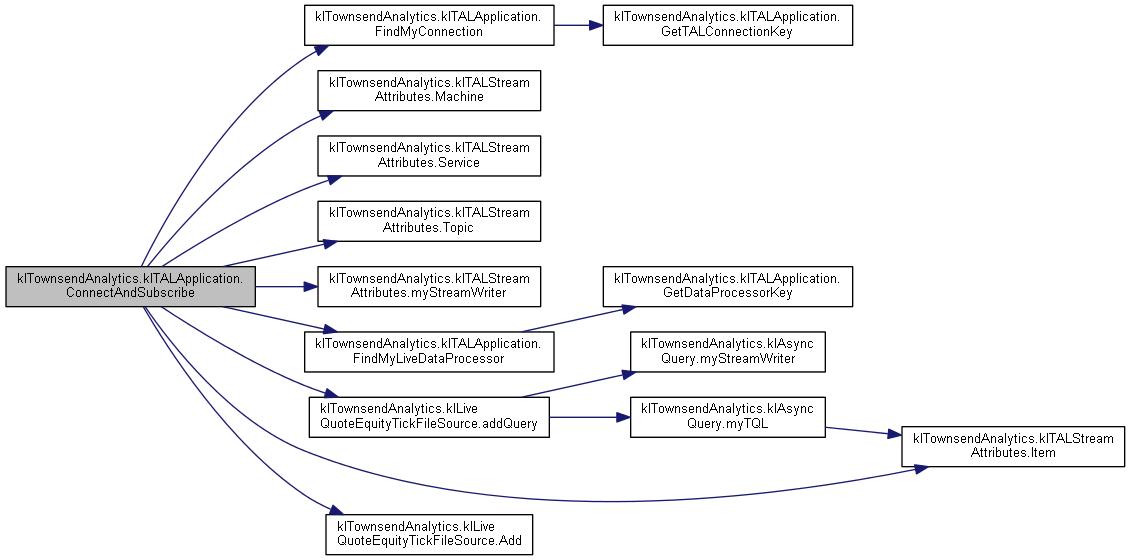 klTownsendAnalytics.klTALApplication.
ConnectAndSubscribe
klTownsendAnalytics.klTALApplication.
FindMyConnection
klTownsendAnalytics.klTALApplication.
GetTALConnectionKey
klTownsendAnalytics.klTALStream
Attributes.Machine
klTownsendAnalytics.klTALStream
Attributes.Service
klTownsendAnalytics.klTALStream
Attributes.Topic
klTownsendAnalytics.klTALStream
Attributes.myStreamWriter
klTownsendAnalytics.klTALApplication.
FindMyLiveDataProcessor
klTownsendAnalytics.klTALApplication.
GetDataProcessorKey
klTownsendAnalytics.klLive
QuoteEquityTickFileSource.addQuery
klTownsendAnalytics.klAsync
Query.myStreamWriter
klTownsendAnalytics.klAsync
Query.myTQL
klTownsendAnalytics.klTALStream
Attributes.Item
klTownsendAnalytics.klLive
QuoteEquityTickFileSource.Add